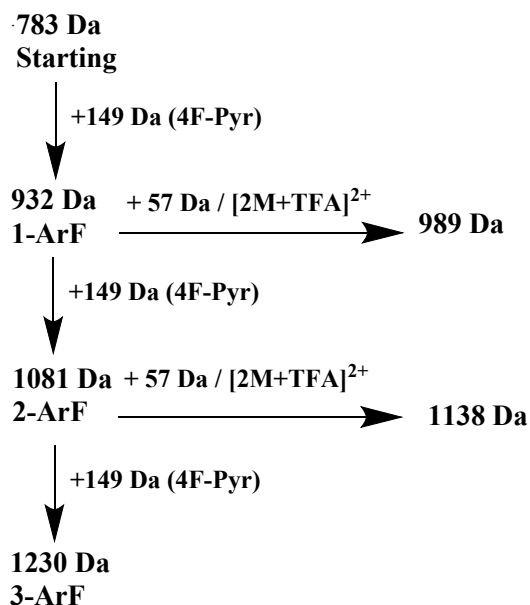 783 Da
Starting
+149 Da (4F-Pyr)
932 Da
1-ArF
+ 57 Da / [2M+TFA]²⁺
989 Da
+149 Da (4F-Pyr)
1081 Da
2-ArF
+ 57 Da / [2M+TFA]²⁺
1138 Da
+149 Da (4F-Pyr)
1230 Da
3-ArF